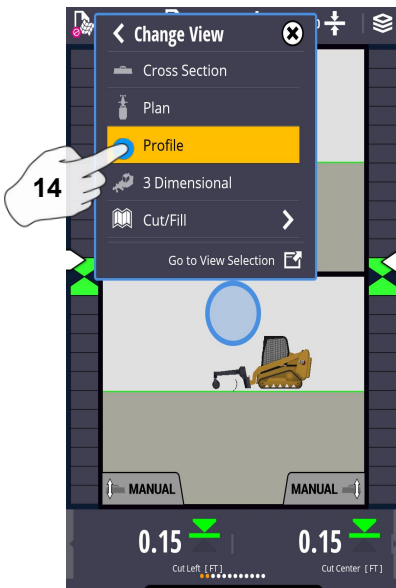 Change View
Cross Section
Plan
Profile
14
3 Dimensional
Cut/Fill
Go to View Selection
MANUAL
MANUAL
0.15
0.15
Cut Left [FT]
Cut Center [FT]